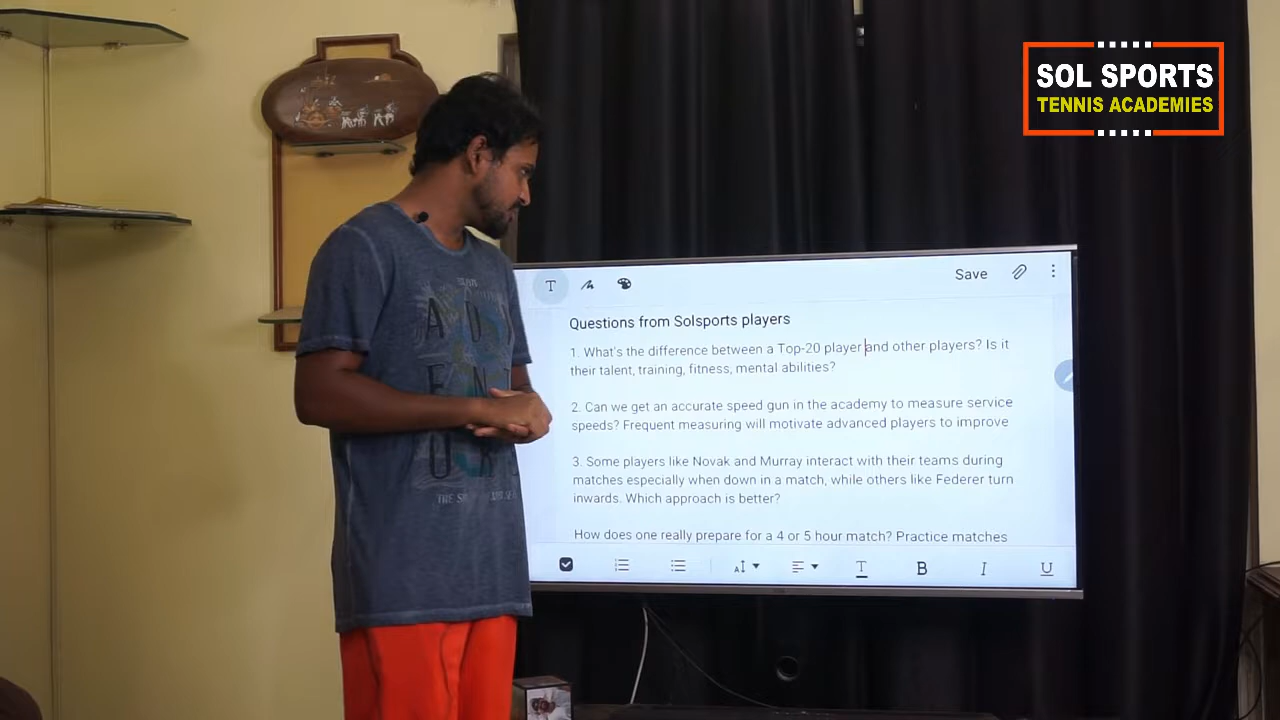 SOL SPORTS
TENNIS ACADEMIES
T
Save
Questions from Solsports players
1. What's the difference between a Top-20 player and other players? Is it
their talent, training, fitness, mental abilities?
2. Can we get an accurate speed gun in the academy to measure service
speeds? Frequent measuring will motivate advanced players to improve
3. Some players like Novak and Murray interact with their teams during
matches especially when down in a match, while others like Federer turn
inwards. Which approach is better?
How does one really prepare for a 4 or 5 hour match? Practice matches
T
B
I
U